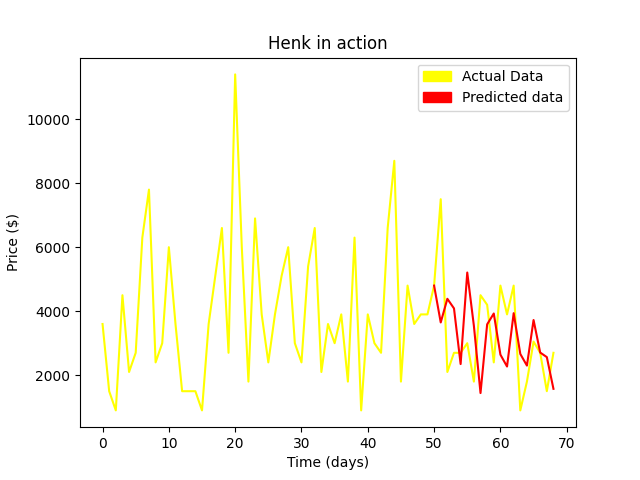 Henk in action
Actual Data
Predicted data
Price ($)
10000
8000
6000
4000
2000
0 10 20 30 40 50 60 70
Time (days)